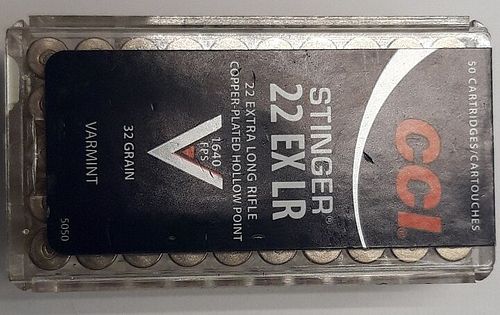 50 CARTRIDGES/CARTOUCHES
CCI®
STINGER®
22 EX LR
22 EXTRA LONG RIFLE
COPPER-PLATED HOLLOW POINT
1640
FPS
32 GRAIN
VARMINT
5050